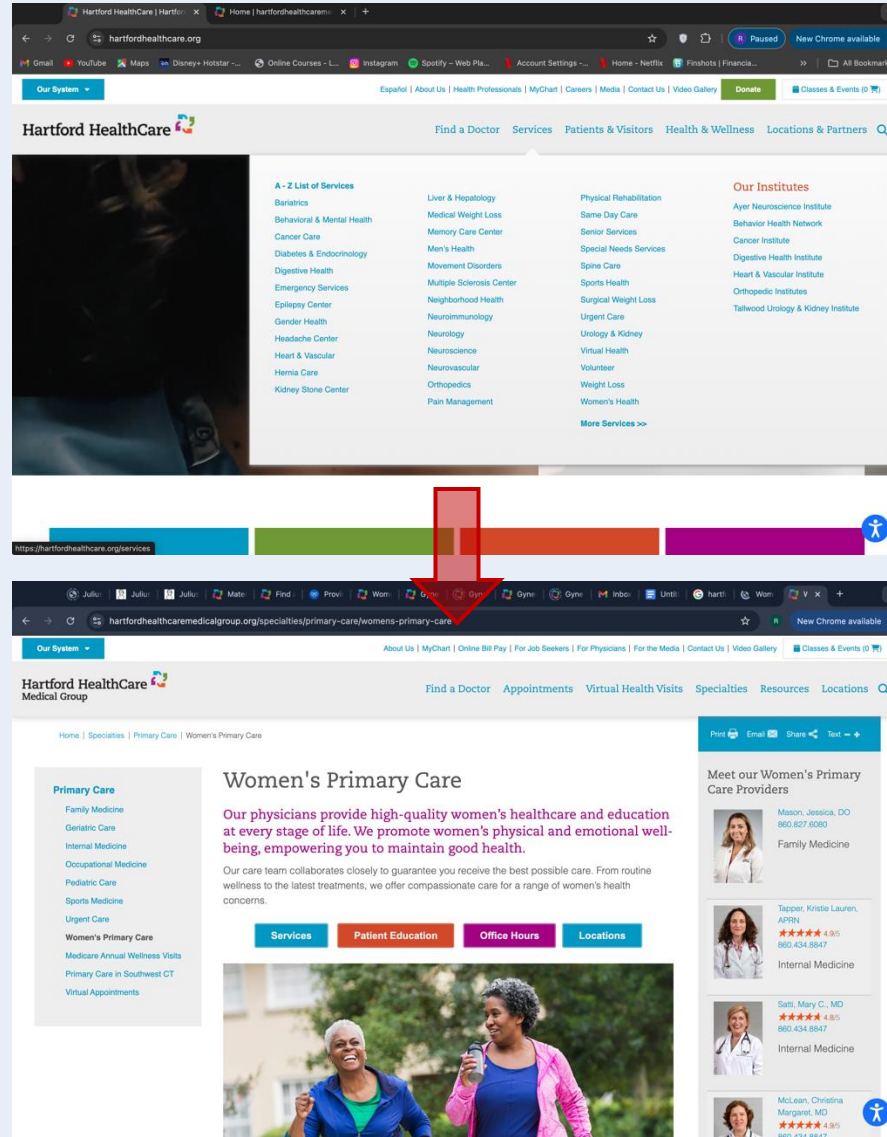 Hartford HealthCare | Hartfor
Home | hartfordhealthcareme
hartfordhealthcare.org
R Paused
New Chrome available
Gmail YouTube Maps Disney+ Hotstar -... Online Courses - L... Instagram Spotify – Web Pla... Account Settings -... Home - Netflix Finshots | Financia... >> All Bookmark
Our System
Español | About Us | Health Professionals | MyChart | Careers | Media | Contact Us | Video Gallery
Donate
Classes & Events (0
Hartford HealthCare
Find a Doctor Services Patients & Visitors Health & Wellness Locations & Partners
A - Z List of Services
Bariatrics
Behavioral & Mental Health
Cancer Care
Diabetes & Endocrinology
Digestive Health
Emergency Services
Epilepsy Center
Gender Health
Headache Center
Heart & Vascular
Hernia Care
Kidney Stone Center
Liver & Hepatology
Medical Weight Loss
Memory Care Center
Men's Health
Movement Disorders
Multiple Sclerosis Center
Neighborhood Health
Neuroimmunology
Neurology
Neuroscience
Neurovascular
Orthopedics
Pain Management
Physical Rehabilitation
Same Day Care
Senior Services
Special Needs Services
Spine Care
Sports Health
Surgical Weight Loss
Urgent Care
Urology & Kidney
Virtual Health
Volunteer
Weight Loss
Women's Health
More Services >>
Our Institutes
Ayer Neuroscience Institute
Behavior Health Network
Cancer Institute
Digestive Health Institute
Heart & Vascular Institute
Orthopedic Institutes
Tallwood Urology & Kidney Institute
https://hartfordhealthcare.org/services
Juliu Juliu Mate Find Provi Wom Gyne Gyne Gyne Inbo Untit hartf Wom V
hartfordhealthcaremedicalgroup.org/specialties/primary-care/womens-primary-care
R
New Chrome available
Our System
About Us | MyChart | Online Bill Pay | For Job Seekers | For Physicians | For the Media | Contact Us | Video Gallery
Classes & Events (0
Hartford HealthCare
Medical Group
Find a Doctor Appointments Virtual Health Visits Specialties Resources Locations
Home | Specialties | Primary Care | Women's Primary Care
Print Email Share Text
Primary Care
Family Medicine
Geriatric Care
Internal Medicine
Occupational Medicine
Pediatric Care
Sports Medicine
Urgent Care
Women's Primary Care
Medicare Annual Wellness Visits
Primary Care in Southwest CT
Virtual Appointments
Women's Primary Care
Our physicians provide high-quality women's healthcare and education
at every stage of life. We promote women's physical and emotional well-
being, empowering you to maintain good health.
Our care team collaborates closely to guarantee you receive the best possible care. From routine
wellness to the latest treatments, we offer compassionate care for a range of women's health
concerns.
Services
Patient Education
Office Hours
Locations
Meet our Women's Primary
Care Providers
Mason, Jessica, DO
860.827.6080
Family Medicine
Tapper, Kristie Lauren,
APRN
4.9/5
860.434.8847
Internal Medicine
Satti, Mary C., MD
4.8/5
860.434.8847
Internal Medicine
McLean, Christina
Margaret, MD
4.9/5
860.434.8847